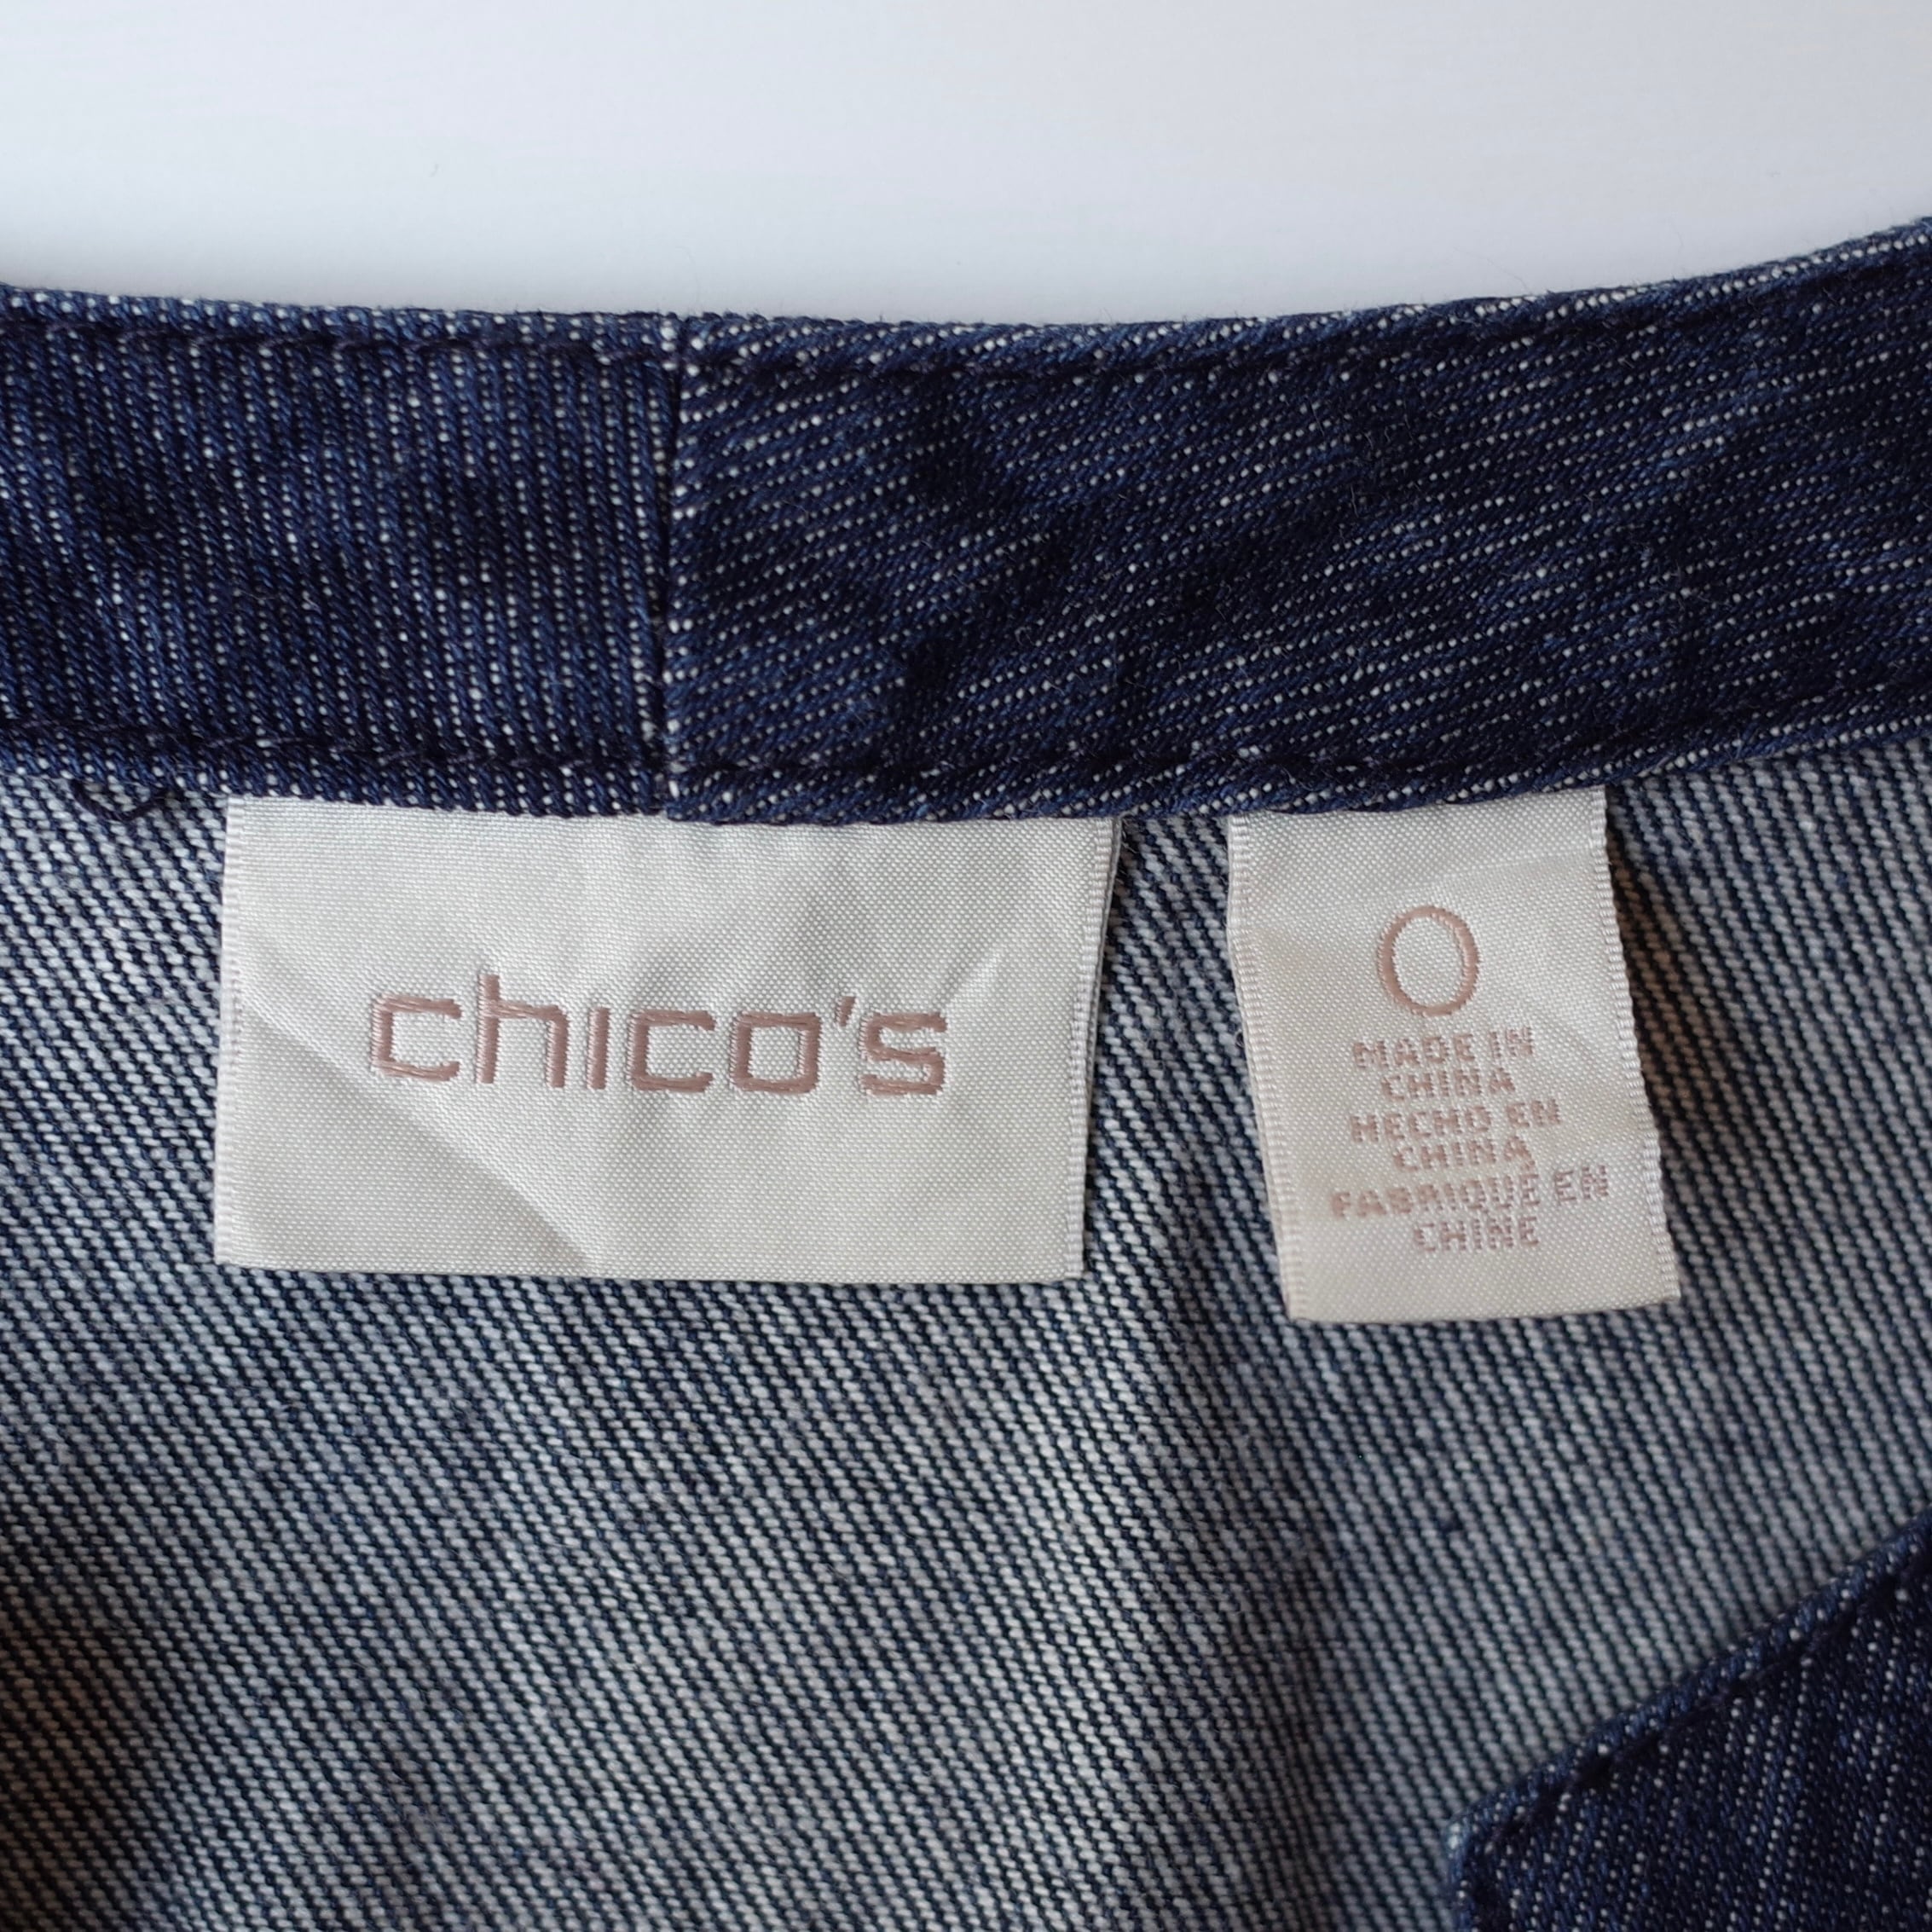 chico's
0
MADE IN
CHINA
HECHO EN
CHINA
FABRIQUÉ EN
CHINE